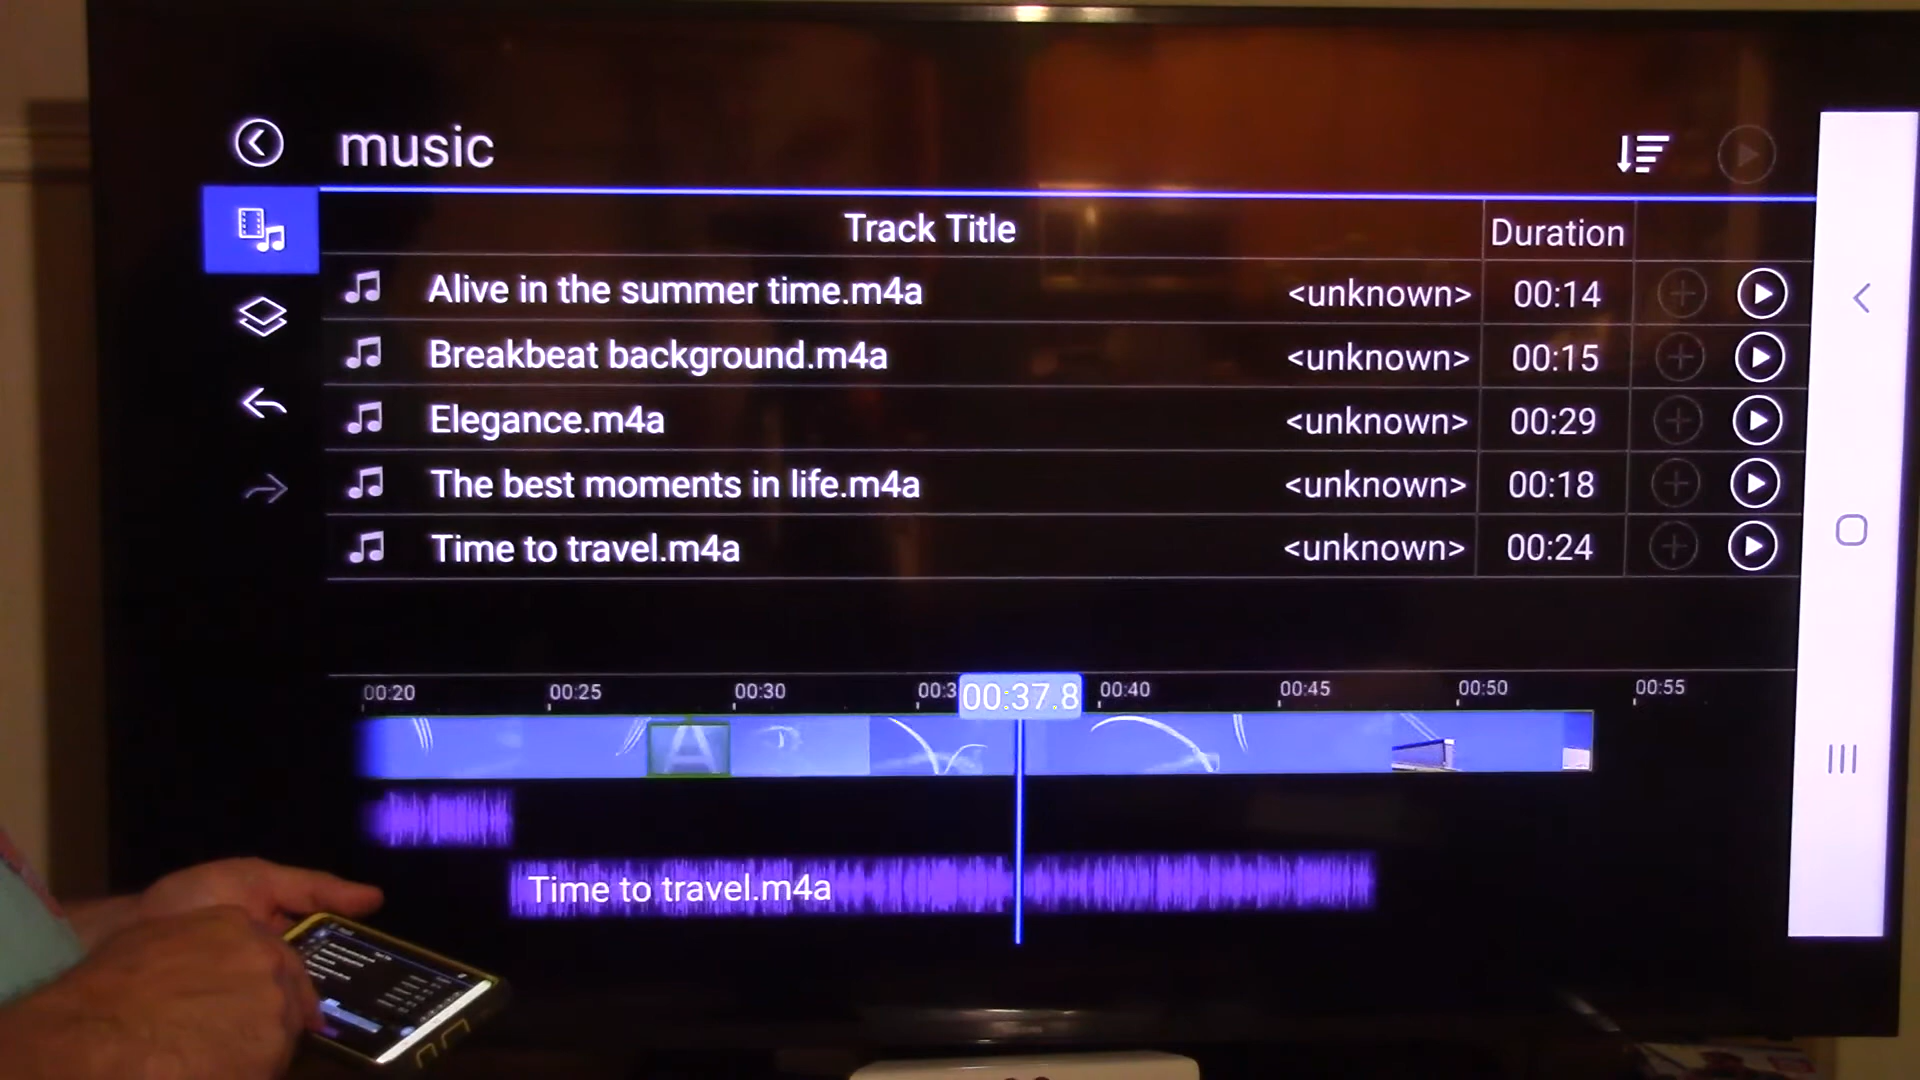 music
Track Title Duration
Alive in the summer time.m4a <unknown> 00:14
Breakbeat background.m4a <unknown> 00:15
Elegance.m4a <unknown> 00:29
The best moments in life.m4a <unknown> 00:18
Time to travel.m4a <unknown> 00:24
00:20 00:25 00:30 00:3 00:37.8 00:40 00:45 00:50 00:55
A
Time to travel.m4a